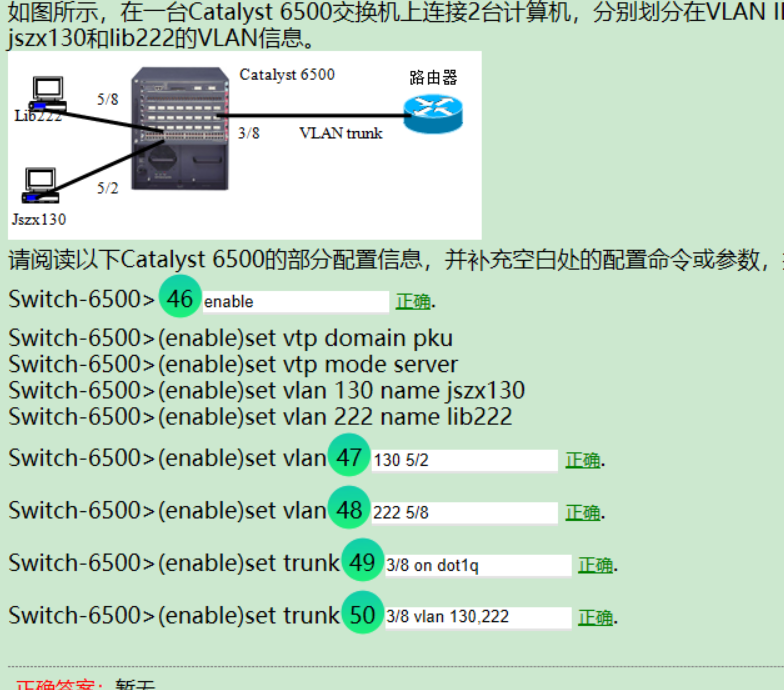 如图所示，在一台Catalyst 6500交换机上连接2台计算机，分别划分在VLAN
jszx130和lib222的VLAN信息。
Catalyst 6500
路由器
5/8
Lib222
3/8
VLAN trunk
5/2
Jszx130
请阅读以下Catalyst 6500的部分配置信息，并补充空白处的配置命令或参数，
Switch-6500> 46 enable 正确.
Switch-6500>(enable)set vtp domain pku
Switch-6500>(enable)set vtp mode server
Switch-6500>(enable)set vlan 130 name jszx130
Switch-6500>(enable)set vlan 222 name lib222
Switch-6500>(enable)set vlan 47 130 5/2 正确.
Switch-6500>(enable)set vlan 48 222 5/8 正确.
Switch-6500>(enable)set trunk 49 3/8 on dot1q 正确.
Switch-6500>(enable)set trunk 50 3/8 vlan 130,222 正确.
正确答案：暂无